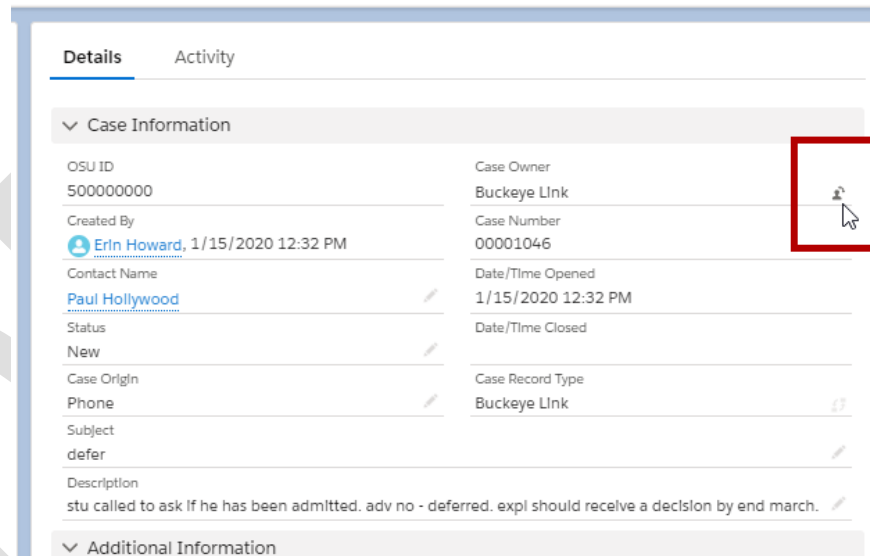 Details Activity
Case Information
OSU ID Case Owner
500000000 Buckeye Link
Created By Case Number
Erin Howard, 1/15/2020 12:32 PM 00001046
Contact Name Date/Time Opened
Paul Hollywood 1/15/2020 12:32 PM
Status Date/Time Closed
New
Case Origin Case Record Type
Phone Buckeye Link
Subject
defer
Description
stu called to ask if he has been admitted. adv no - deferred. expl should receive a decision by end march.
Additional Information